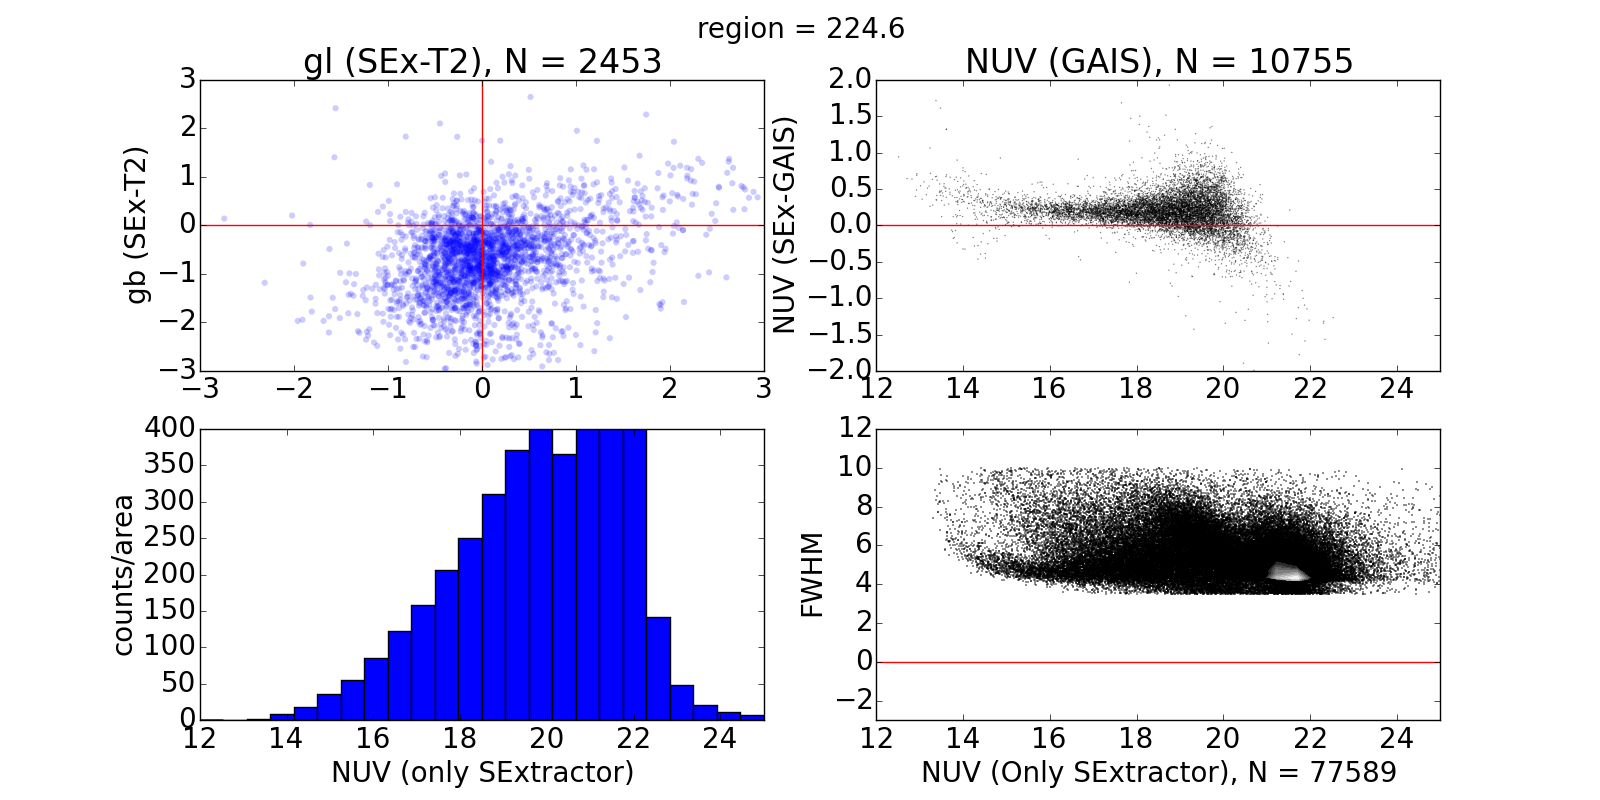 region = 224.6
gl (SEx-T2), N = 2453
NUV (GAIS), N = 10755
gb (SEx-T2)
3
2
1
0
−1
−2
−3
−3 −2 −1 0 1 2 3
NUV (SEx-GAIS)
2.0
1.5
1.0
0.5
0.0
−0.5
−1.0
−1.5
−2.0
12 14 16 18 20 22 24
counts/area
400
350
300
250
200
150
100
50
0
12 14 16 18 20 22 24
NUV (only SExtractor)
FWHM
12
10
8
6
4
2
0
−2
12 14 16 18 20 22 24
NUV (Only SExtractor), N = 77589